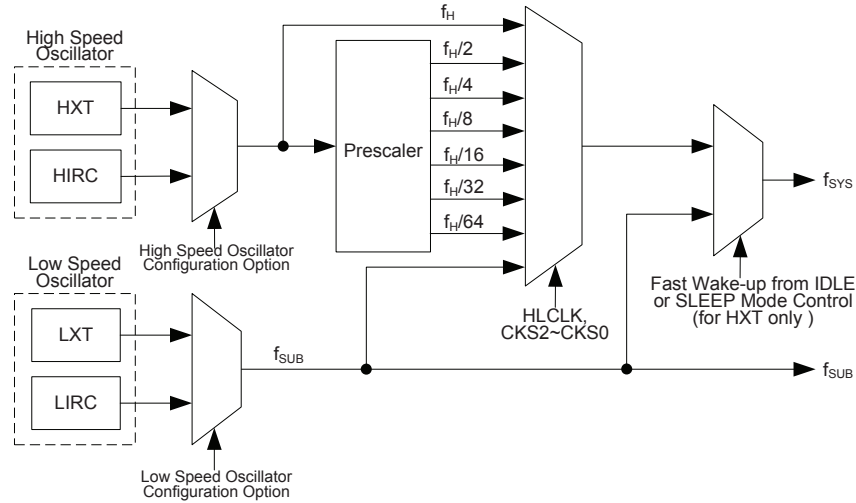 High Speed
Oscillator
HXT
HIRC
High Speed Oscillator
Configuration Option
fH
Prescaler
fH/2
fH/4
fH/8
fH/16
fH/32
fH/64
HLCLK,
CKS2~CKS0
fSYS
Fast Wake-up from IDLE
or SLEEP Mode Control
(for HXT only )
Low Speed
Oscillator
LXT
LIRC
fSUB
fSUB
Low Speed Oscillator
Configuration Option